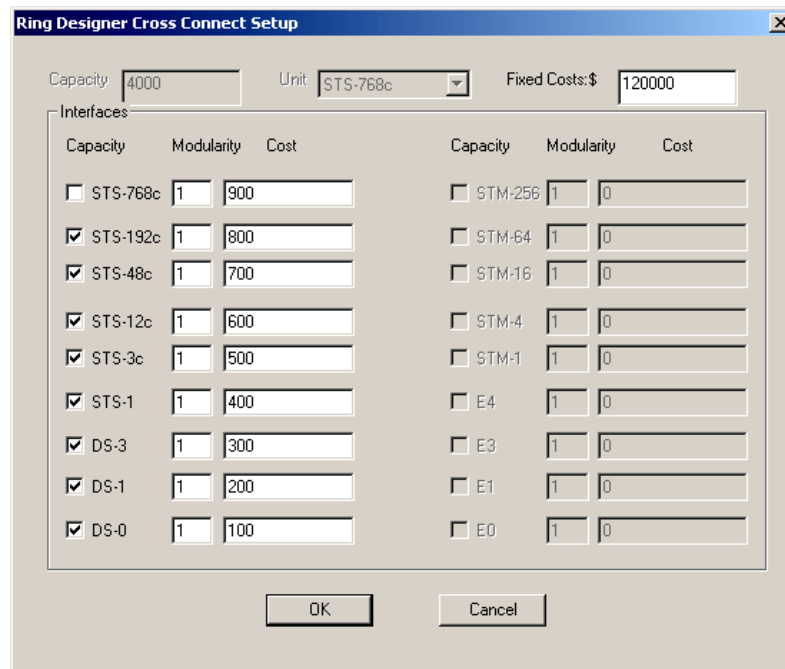 Ring Designer Cross Connect Setup
Capacity 4000 Unit STS-768c Fixed Costs:$ 120000
Interfaces
Capacity Modularity Cost Capacity Modularity Cost
STS-768c 1 900 STM-256 1 0
STS-192c 1 800 STM-64 1 0
STS-48c 1 700 STM-16 1 0
STS-12c 1 600 STM-4 1 0
STS-3c 1 500 STM-1 1 0
STS-1 1 400 E4 1 0
DS-3 1 300 E3 1 0
DS-1 1 200 E1 1 0
DS-0 1 100 E0 1 0
OK Cancel